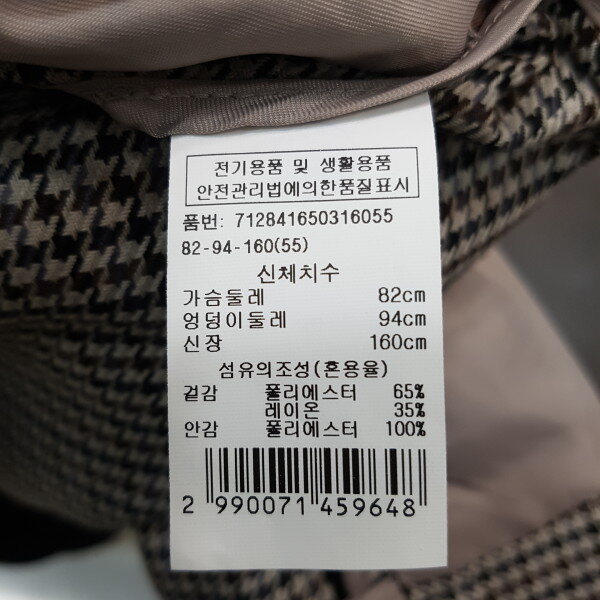 전기용품 및 생활용품
안전관리법에의한품질표시
품번: 712841650316055
82-94-160(55)
신체치수
가슴둘레 82cm
엉덩이둘레 94cm
신장 160cm
섬유의조성(혼용율)
겉감 폴리에스터 65%
레이온 35%
안감 폴리에스터 100%
2 990071 459648